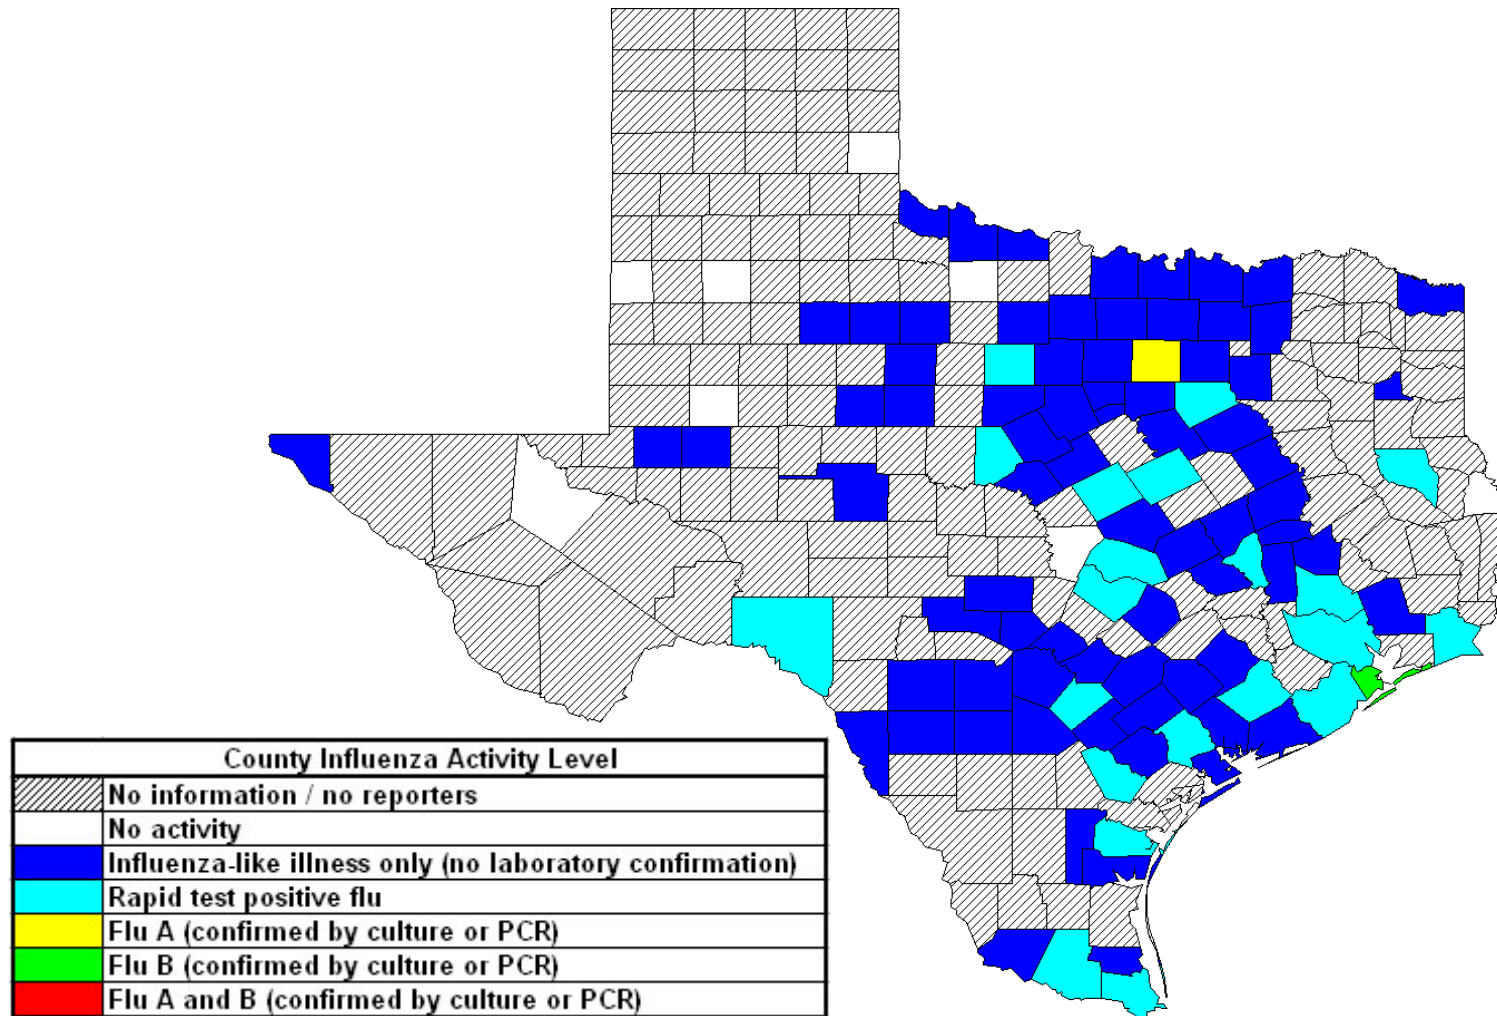 County Influenza Activity Level
No information / no reporters
No activity
Influenza-like illness only (no laboratory confirmation)
Rapid test positive flu
Flu A (confirmed by culture or PCR)
Flu B (confirmed by culture or PCR)
Flu A and B (confirmed by culture or PCR)